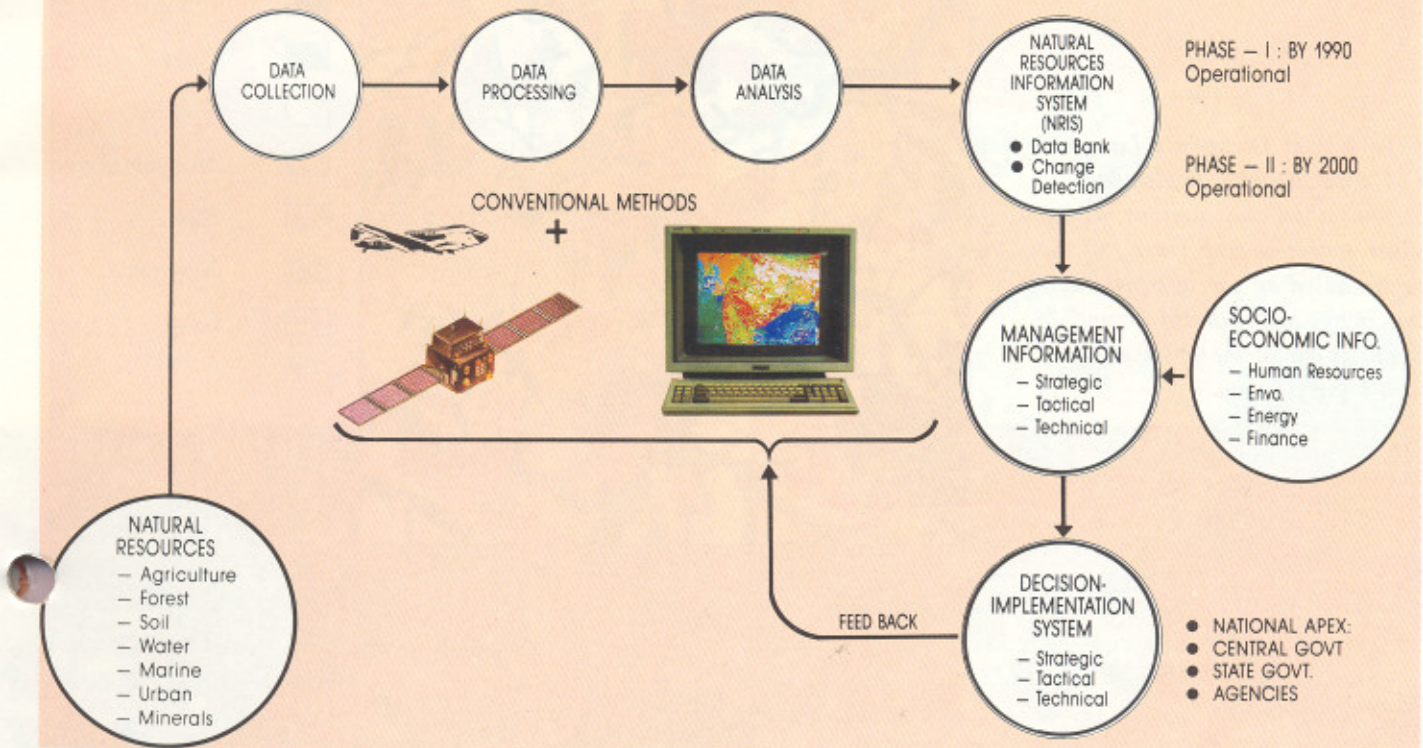 DATA
COLLECTION
DATA
PROCESSING
DATA
ANALYSIS
NATURAL
RESOURCES
INFORMATION
SYSTEM
(NRIS)
● Data Bank
● Change
Detection
PHASE – I : BY 1990
Operational
PHASE – II : BY 2000
Operational
CONVENTIONAL METHODS
+
MANAGEMENT
INFORMATION
– Strategic
– Tactical
– Technical
SOCIO-
ECONOMIC INFO.
– Human Resources
– Envo.
– Energy
– Finance
NATURAL
RESOURCES
– Agriculture
– Forest
– Soil
– Water
– Marine
– Urban
– Minerals
FEED BACK
DECISION-
IMPLEMENTATION
SYSTEM
– Strategic
– Tactical
– Technical
● NATIONAL APEX:
● CENTRAL GOVT
● STATE GOVT.
● AGENCIES